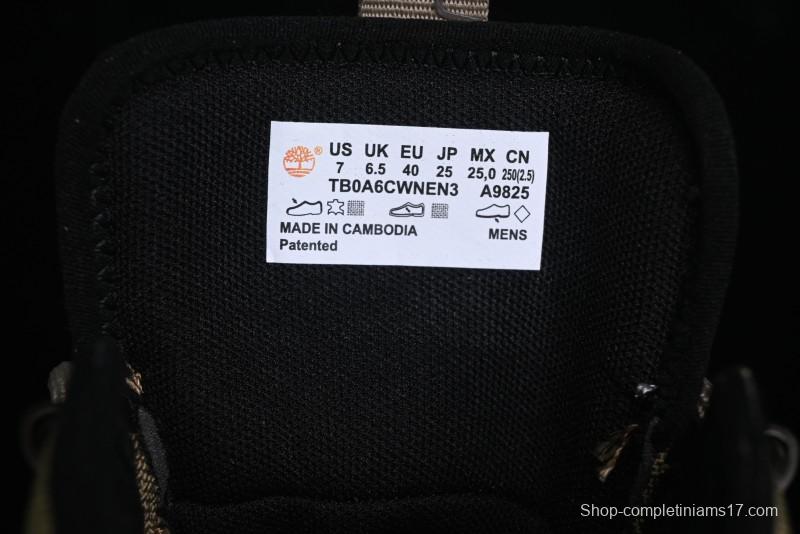 ® US UK EU JP MX CN
7 6.5 40 25 25,0 250(2.5)
TB0A6CWNEN3 A9825
MADE IN CAMBODIA MENS
Patented
Shop-completiniams17.com